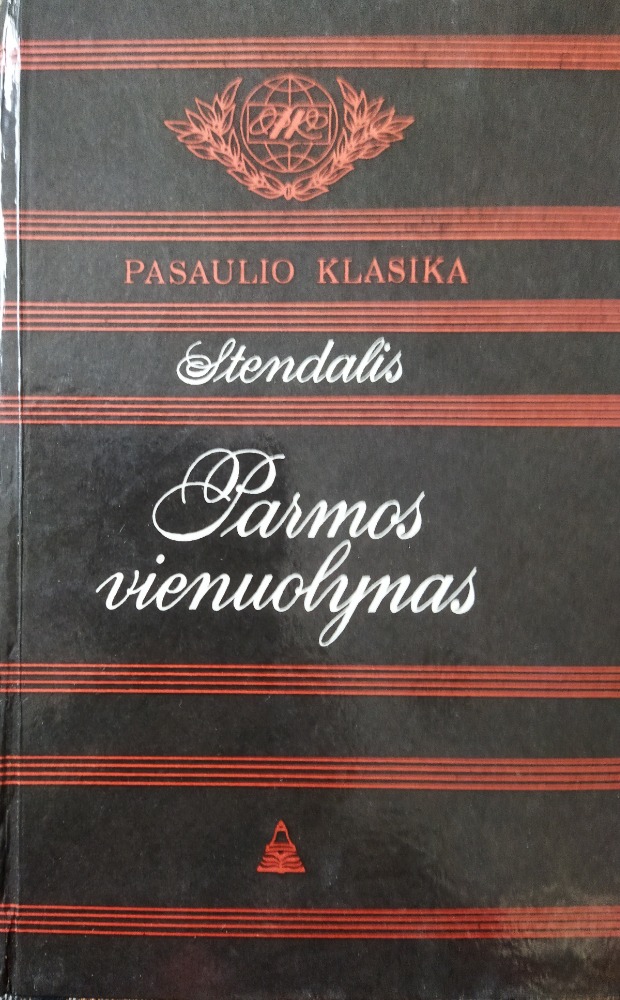 PASAULIO KLASIKA
Stendalis
Parmos
vienuolynas